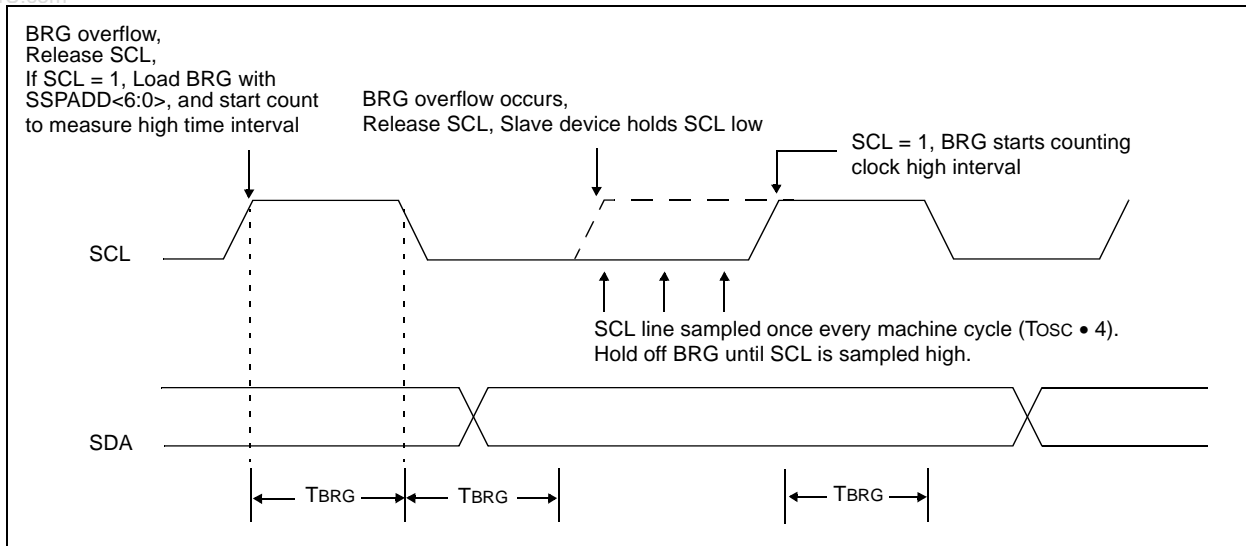 BRG overflow,
Release SCL,
If SCL = 1, Load BRG with
SSPADD<6:0>, and start count
to measure high time interval
BRG overflow occurs,
Release SCL, Slave device holds SCL low
SCL = 1, BRG starts counting
clock high interval
SCL
SCL line sampled once every machine cycle (TOSC • 4).
Hold off BRG until SCL is sampled high.
SDA
TBRG
TBRG
TBRG